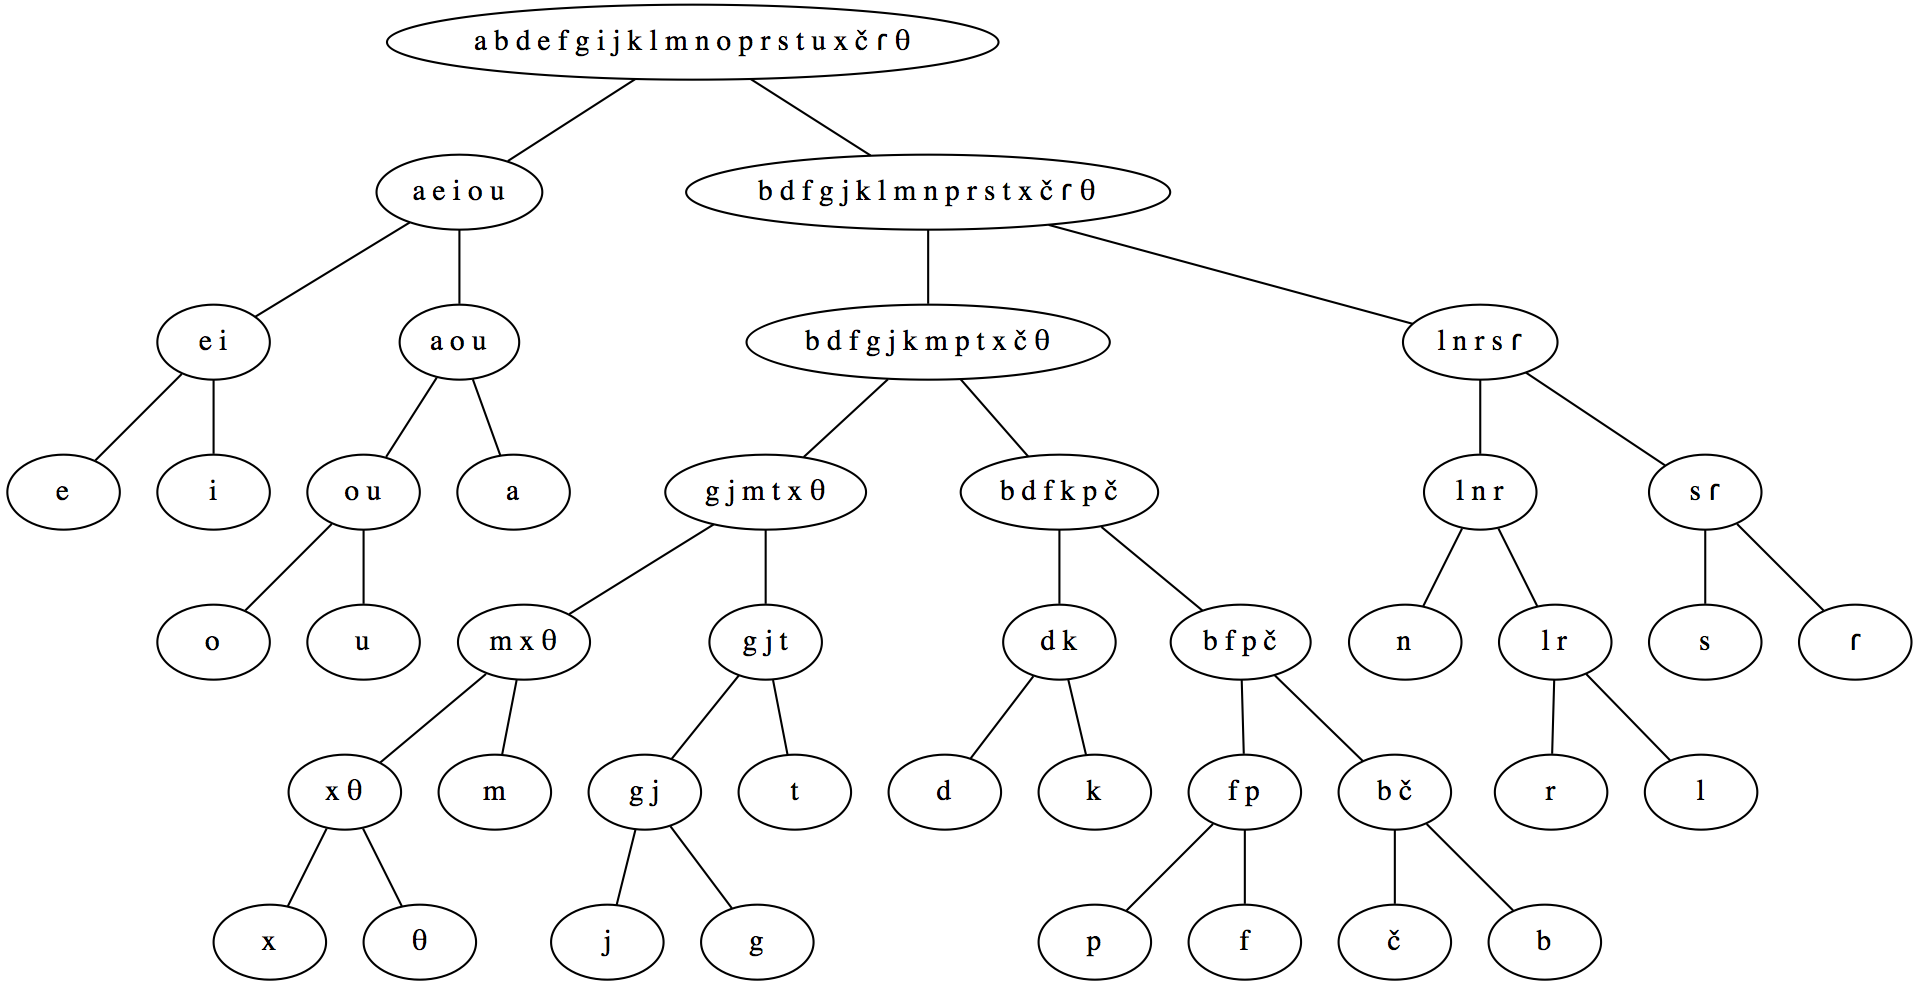 a b d e f g i j k l m n o p r s t u x č ɾ θ
a e i o u
b d f g j k l m n p r s t x č ɾ θ
e i
a o u
b d f g j k m p t x č θ
l n r s ɾ
e
i
o u
a
g j m t x θ
b d f k p č
l n r
s ɾ
o
u
m x θ
g j t
d k
b f p č
n
l r
s
ɾ
x θ
m
g j
t
d
k
f p
b č
r
l
x
θ
j
g
p
f
č
b